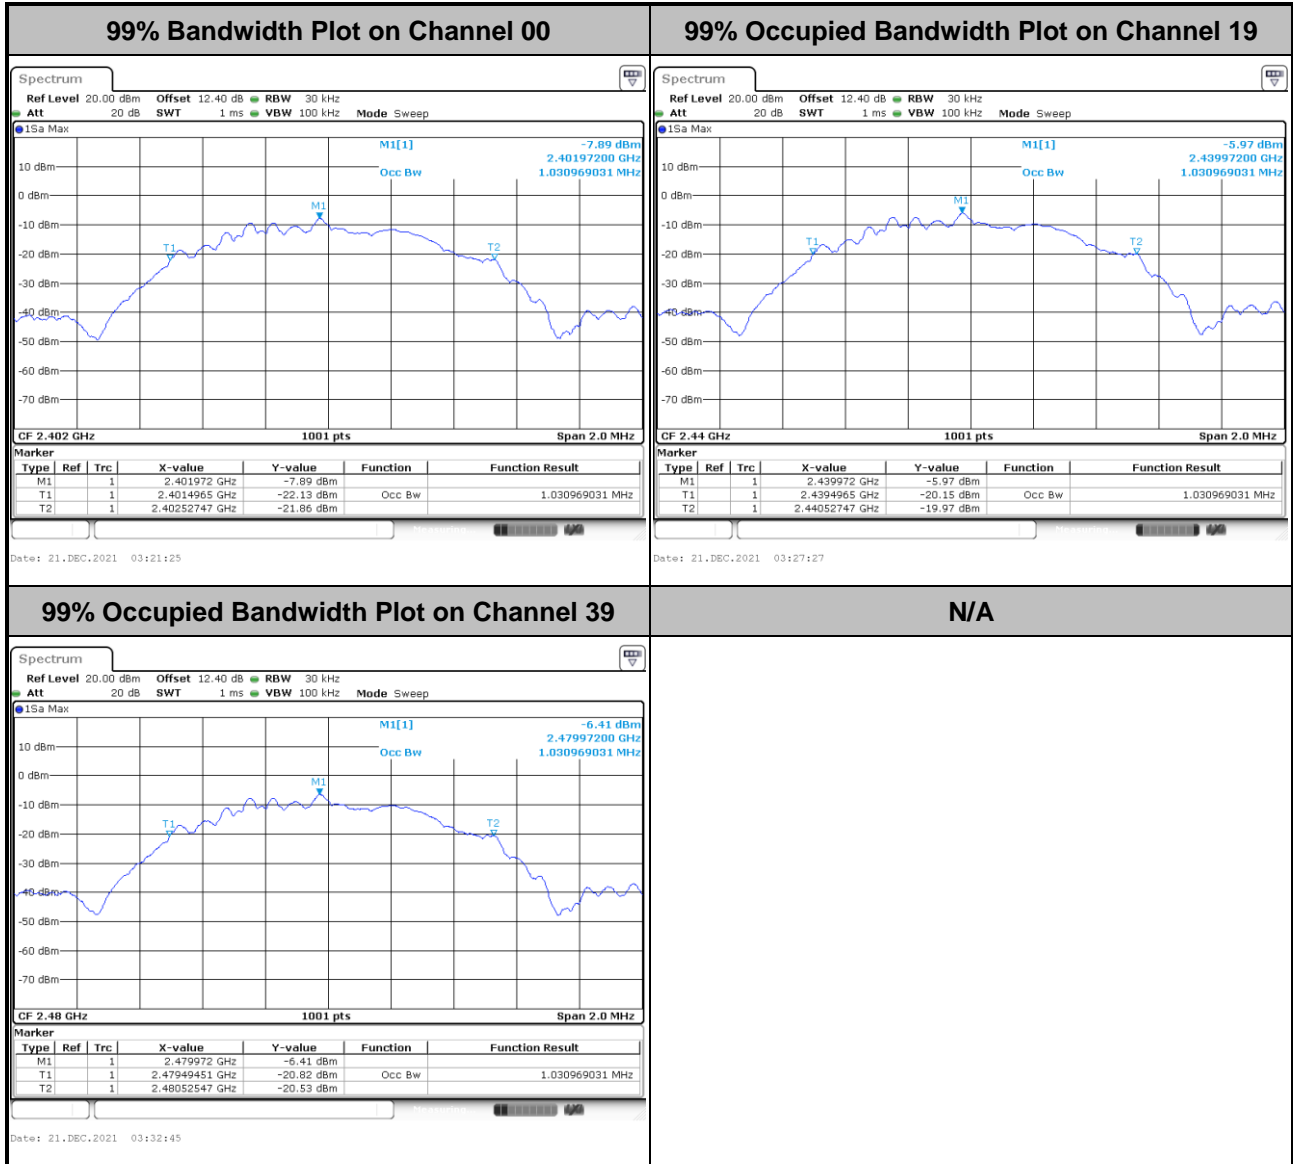 99% Bandwidth Plot on Channel 00
Spectrum
Ref Level 20.00 dBm Offset 12.40 dB RBW 30 kHz
Att 20 dB SWT 1 ms VBW 100 kHz Mode Sweep
1Sa Max
M1[1] -7.89 dBm
2.40197200 GHz
Occ Bw 1.030969031 MHz
10 dBm
0 dBm
M1
-10 dBm
T1 T2
-20 dBm
-30 dBm
-40 dBm
-50 dBm
-60 dBm
-70 dBm
CF 2.402 GHz 1001 pts Span 2.0 MHz
Marker
Type Ref Trc X-value Y-value Function Function Result
M1 1 2.401972 GHz -7.89 dBm
T1 1 2.4014965 GHz -22.13 dBm Occ Bw 1.030969031 MHz
T2 1 2.40252747 GHz -21.86 dBm
Measuring...
Date: 21.DEC.2021 03:21:25
99% Occupied Bandwidth Plot on Channel 19
Spectrum
Ref Level 20.00 dBm Offset 12.40 dB RBW 30 kHz
Att 20 dB SWT 1 ms VBW 100 kHz Mode Sweep
1Sa Max
M1[1] -5.97 dBm
2.43997200 GHz
Occ Bw 1.030969031 MHz
10 dBm
0 dBm
M1
-10 dBm
T1 T2
-20 dBm
-30 dBm
-40 dBm
-50 dBm
-60 dBm
-70 dBm
CF 2.44 GHz 1001 pts Span 2.0 MHz
Marker
Type Ref Trc X-value Y-value Function Function Result
M1 1 2.439972 GHz -5.97 dBm
T1 1 2.4394965 GHz -20.15 dBm Occ Bw 1.030969031 MHz
T2 1 2.44052747 GHz -19.97 dBm
Measuring...
Date: 21.DEC.2021 03:27:27
99% Occupied Bandwidth Plot on Channel 39
Spectrum
Ref Level 20.00 dBm Offset 12.40 dB RBW 30 kHz
Att 20 dB SWT 1 ms VBW 100 kHz Mode Sweep
1Sa Max
M1[1] -6.41 dBm
2.47997200 GHz
Occ Bw 1.030969031 MHz
10 dBm
0 dBm
M1
-10 dBm
T1 T2
-20 dBm
-30 dBm
-40 dBm
-50 dBm
-60 dBm
-70 dBm
CF 2.48 GHz 1001 pts Span 2.0 MHz
Marker
Type Ref Trc X-value Y-value Function Function Result
M1 1 2.479972 GHz -6.41 dBm
T1 1 2.47949451 GHz -20.82 dBm Occ Bw 1.030969031 MHz
T2 1 2.48052547 GHz -20.53 dBm
Measuring...
Date: 21.DEC.2021 03:32:45
N/A